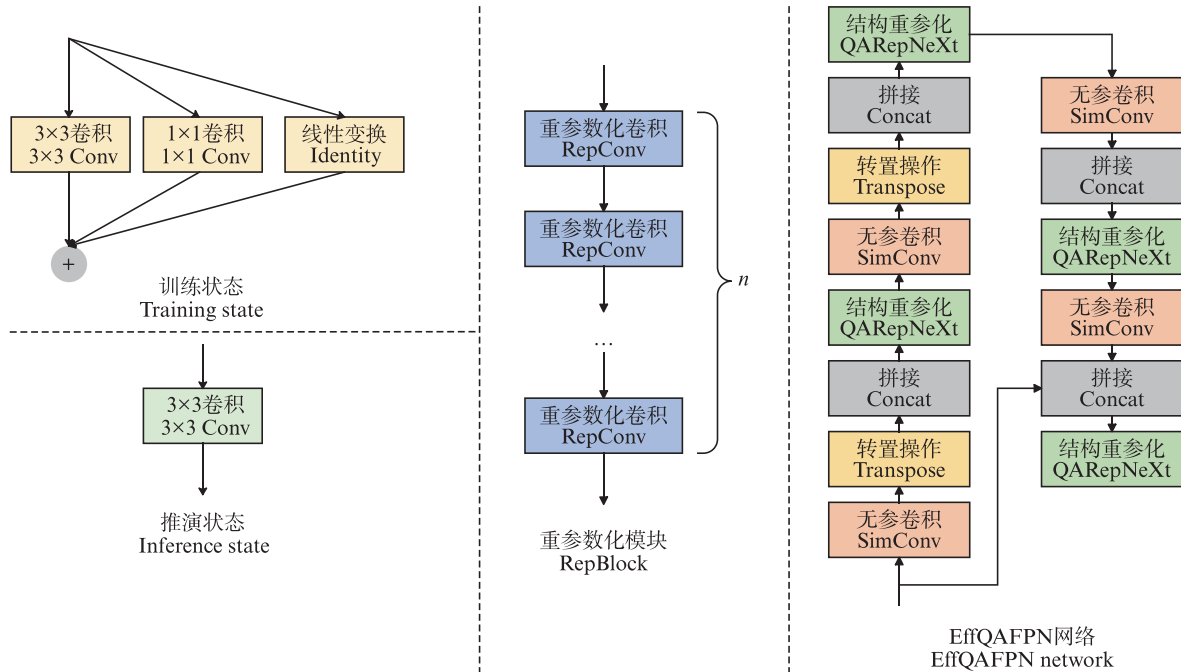 3×3卷积
3×3 Conv
1×1卷积
1×1 Conv
线性变换
Identity
+
训练状态
Training state
3×3卷积
3×3 Conv
推演状态
Inference state
重参数化卷积
RepConv
重参数化卷积
RepConv
…
重参数化卷积
RepConv
n
重参数化模块
RepBlock
结构重参化
QARepNeXt
拼接
Concat
转置操作
Transpose
无参卷积
SimConv
结构重参化
QARepNeXt
拼接
Concat
转置操作
Transpose
无参卷积
SimConv
无参卷积
SimConv
拼接
Concat
结构重参化
QARepNeXt
无参卷积
SimConv
拼接
Concat
结构重参化
QARepNeXt
EffQAFPN网络
EffQAFPN network